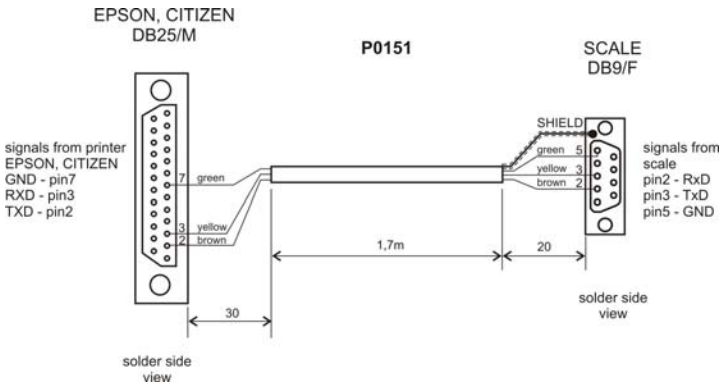 EPSON, CITIZEN
DB25/M
P0151
SCALE
DB9/F
SHIELD
signals from printer
EPSON, CITIZEN
GND - pin7
RXD - pin3
TXD - pin2
7 green
3 yellow
2 brown
green 5
yellow 3
brown 2
signals from
scale
pin2 - RxD
pin3 - TxD
pin5 - GND
1,7m
20
30
solder side
view
solder side
view